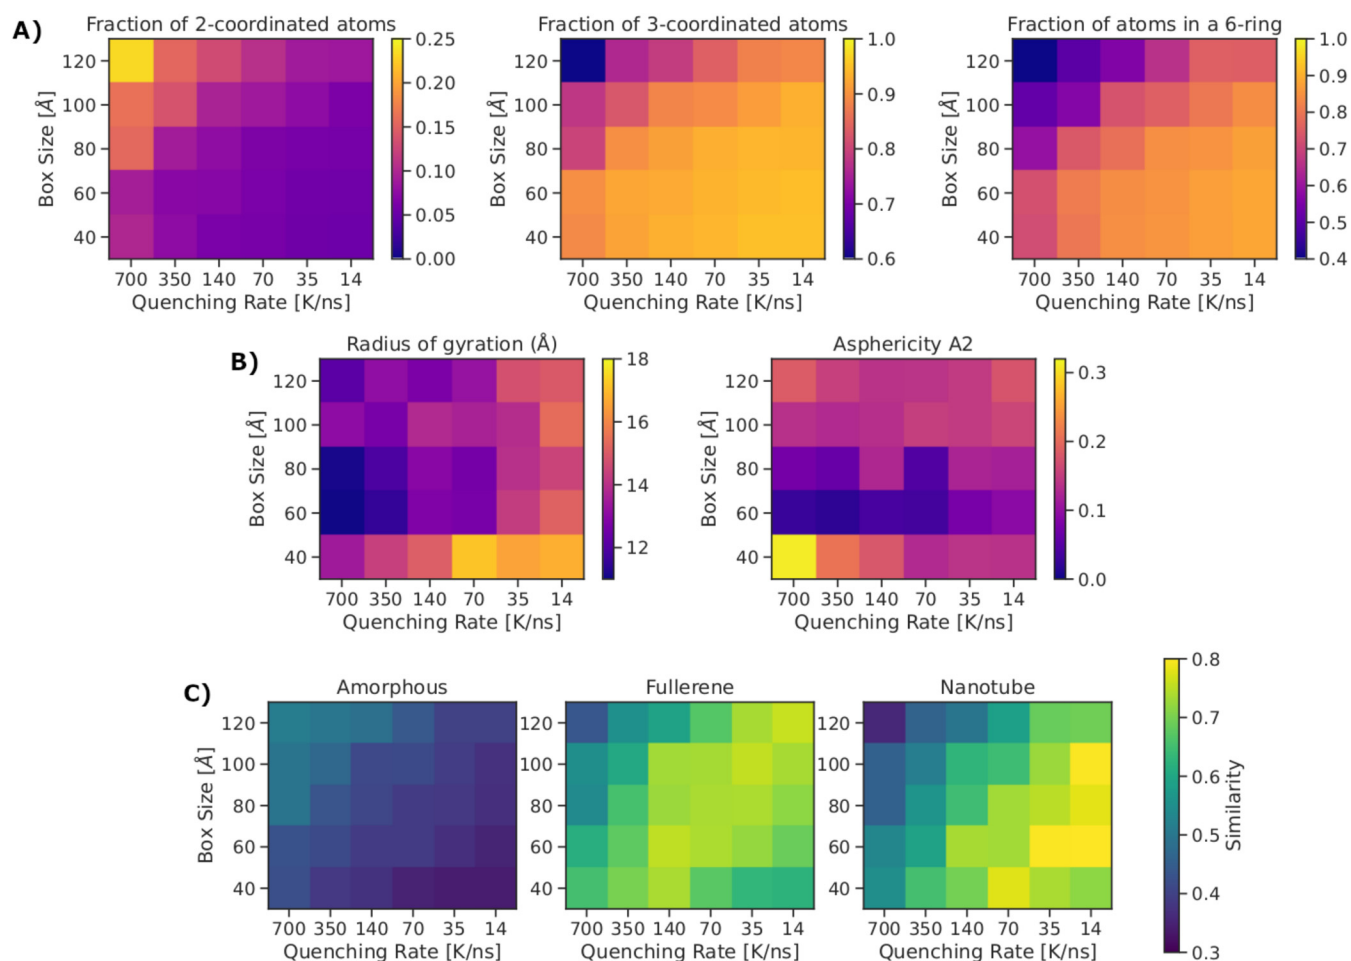 A)
Fraction of 2-coordinated atoms
Box Size [Å]
120
100
80
60
40
700 350 140 70 35 14
Quenching Rate [K/ns]
0.25
0.20
0.15
0.10
0.05
0.00
Fraction of 3-coordinated atoms
Box Size [Å]
120
100
80
60
40
700 350 140 70 35 14
Quenching Rate [K/ns]
1.0
0.9
0.8
0.7
0.6
Fraction of atoms in a 6-ring
Box Size [Å]
120
100
80
60
40
700 350 140 70 35 14
Quenching Rate [K/ns]
1.0
0.9
0.8
0.7
0.6
0.5
0.4
B)
Radius of gyration (Å)
Box Size [Å]
120
100
80
60
40
700 350 140 70 35 14
Quenching Rate [K/ns]
18
16
14
12
Asphericity A2
Box Size [Å]
120
100
80
60
40
700 350 140 70 35 14
Quenching Rate [K/ns]
0.3
0.2
0.1
0.0
C)
Amorphous
Box Size [Å]
120
100
80
60
40
700 350 140 70 35 14
Quenching Rate [K/ns]
Fullerene
120
100
80
60
40
700 350 140 70 35 14
Quenching Rate [K/ns]
Nanotube
120
100
80
60
40
700 350 140 70 35 14
Quenching Rate [K/ns]
0.8
0.7
0.6
0.5
0.4
0.3
Similarity